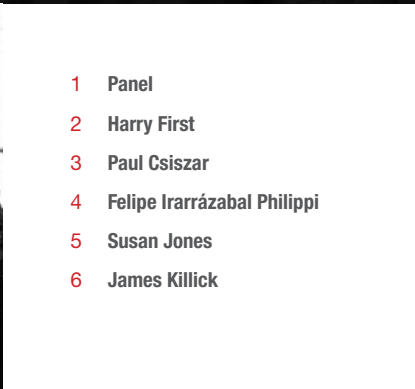 1 Panel
2 Harry First
3 Paul Csiszar
4 Felipe Irarrázabal Philippi
5 Susan Jones
6 James Killick